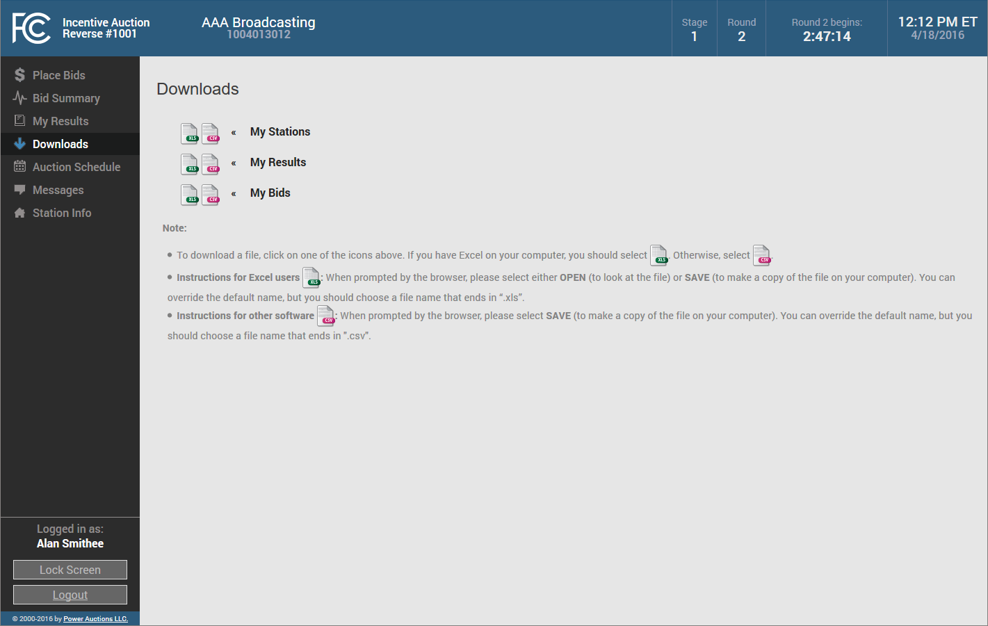 FCC
Incentive Auction
Reverse #1001
AAA Broadcasting
1004013012
Stage
1
Round
2
Round 2 begins:
2:47:14
12:12 PM ET
4/18/2016
Place Bids
Bid Summary
My Results
Downloads
Auction Schedule
Messages
Station Info
Logged in as:
Alan Smithee
Lock Screen
Logout
© 2000-2016 by Power Auctions LLC.
Downloads
XLS CSV « My Stations
XLS CSV « My Results
XLS CSV « My Bids
Note:
• To download a file, click on one of the icons above. If you have Excel on your computer, you should select XLS Otherwise, select CSV
• Instructions for Excel users XLS : When prompted by the browser, please select either OPEN (to look at the file) or SAVE (to make a copy of the file on your computer). You can
override the default name, but you should choose a file name that ends in ".xls".
• Instructions for other software CSV : When prompted by the browser, please select SAVE (to make a copy of the file on your computer). You can override the default name, but you
should choose a file name that ends in ".csv".